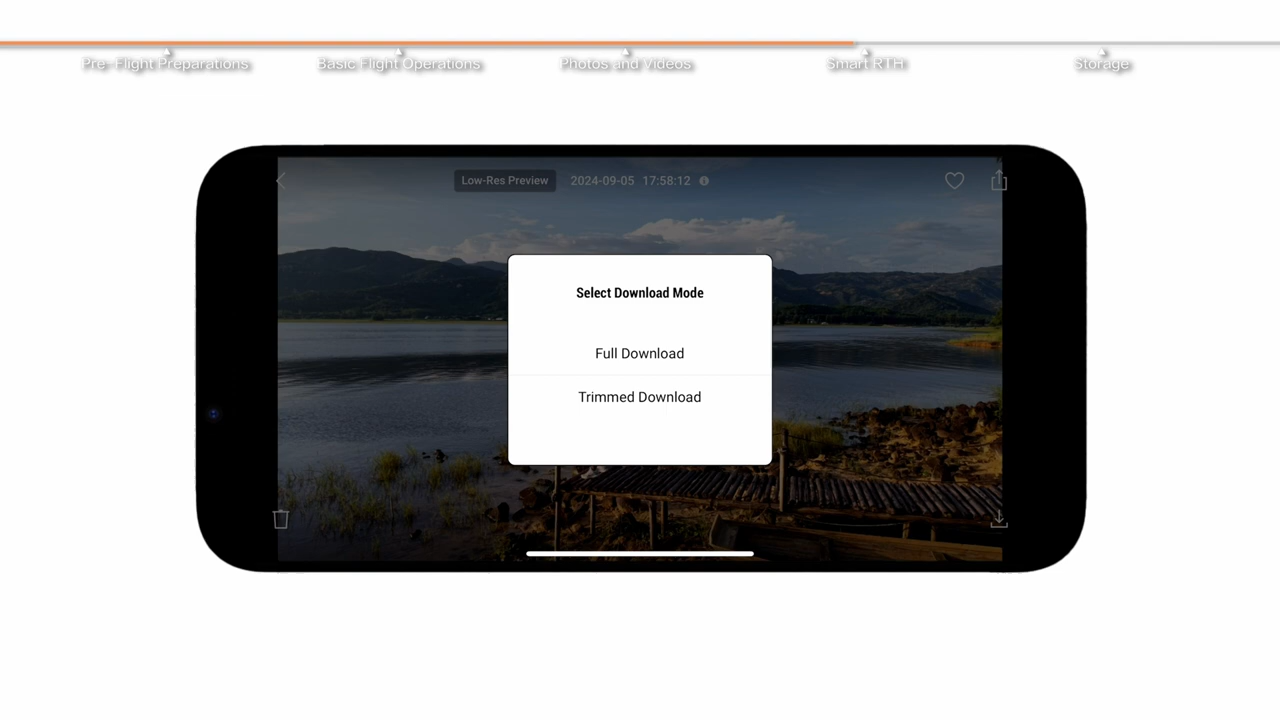 Pre-Flight Preparations
Basic Flight Operations
Photos and Videos
Smart RTH
Storage
Low-Res Preview 2024-09-05 17:58:12
Select Download Mode
Full Download
Trimmed Download